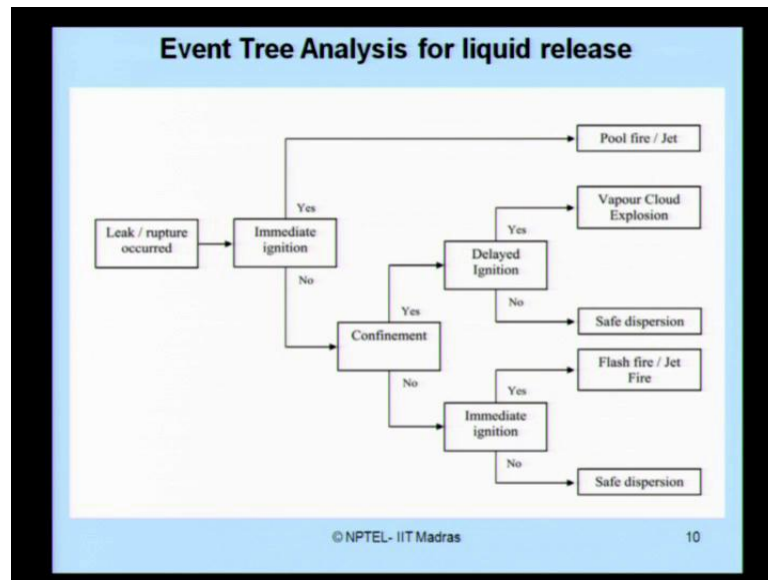 Event Tree Analysis for liquid release
Pool fire / Jet
Vapour Cloud
Explosion
Yes
Yes
Leak / rupture
occurred
Immediate
ignition
Delayed
Ignition
No
No
Yes
Safe dispersion
Confinement
Flash fire / Jet
Fire
No
Yes
Immediate
ignition
No
Safe dispersion
© NPTEL- IIT Madras
10